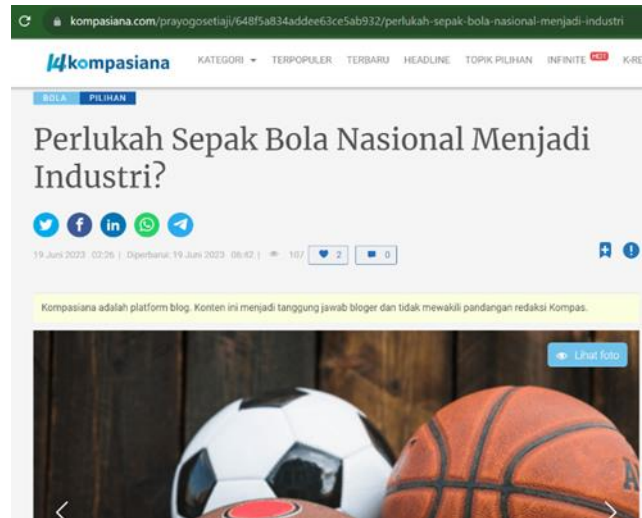 kompasiana.com/prayogosetiaji/648f5a834addee63ce5ab932/perlukah-sepak-bola-nasional-menjadi-industri
kompasiana KATEGORI TERPOPULER TERBARU HEADLINE TOPIK PILIHAN INFINITE HOT K-RE
BOLA PILIHAN
Perlukah Sepak Bola Nasional Menjadi
Industri?
19 Juni 2023 02:26 | Diperbarui: 19 Juni 2023 06:42 | 107 2 0
Kompasiana adalah platform blog. Konten ini menjadi tanggung jawab bloger dan tidak mewakili pandangan redaksi Kompas.
Lihat foto